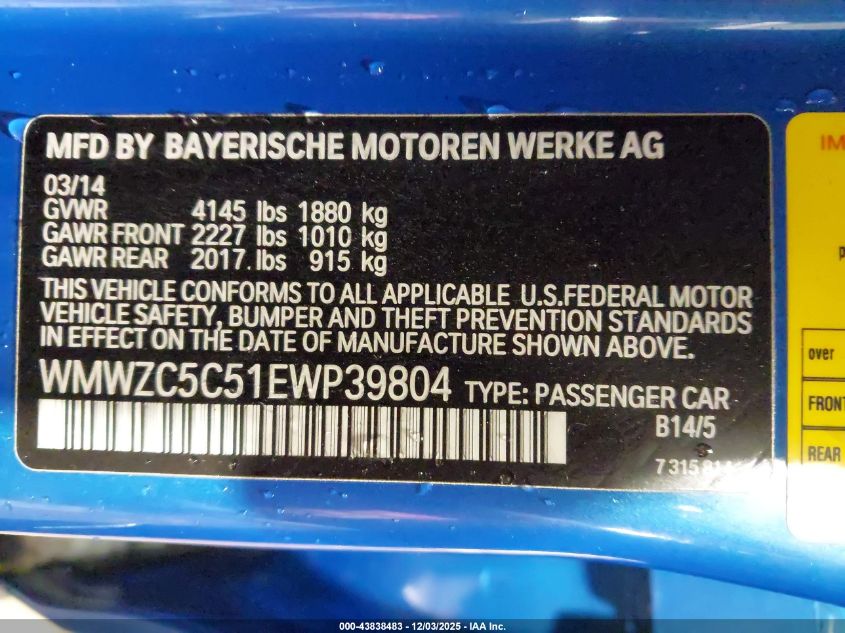 MFD BY BAYERISCHE MOTOREN WERKE AG
03/14
GVWR 4145 lbs 1880 kg
GAWR FRONT 2227 lbs 1010 kg
GAWR REAR 2017 lbs 915 kg
THIS VEHICLE CONFORMS TO ALL APPLICABLE U.S.FEDERAL MOTOR
VEHICLE SAFETY, BUMPER AND THEFT PREVENTION STANDARDS
IN EFFECT ON THE DATE OF MANUFACTURE SHOWN ABOVE.
WMWZC5C51EWP39804 TYPE: PASSENGER CAR
B14/5
7 315
IM
over
FRONT
REAR
000-43838483 - 12/03/2025 - IAA Inc.